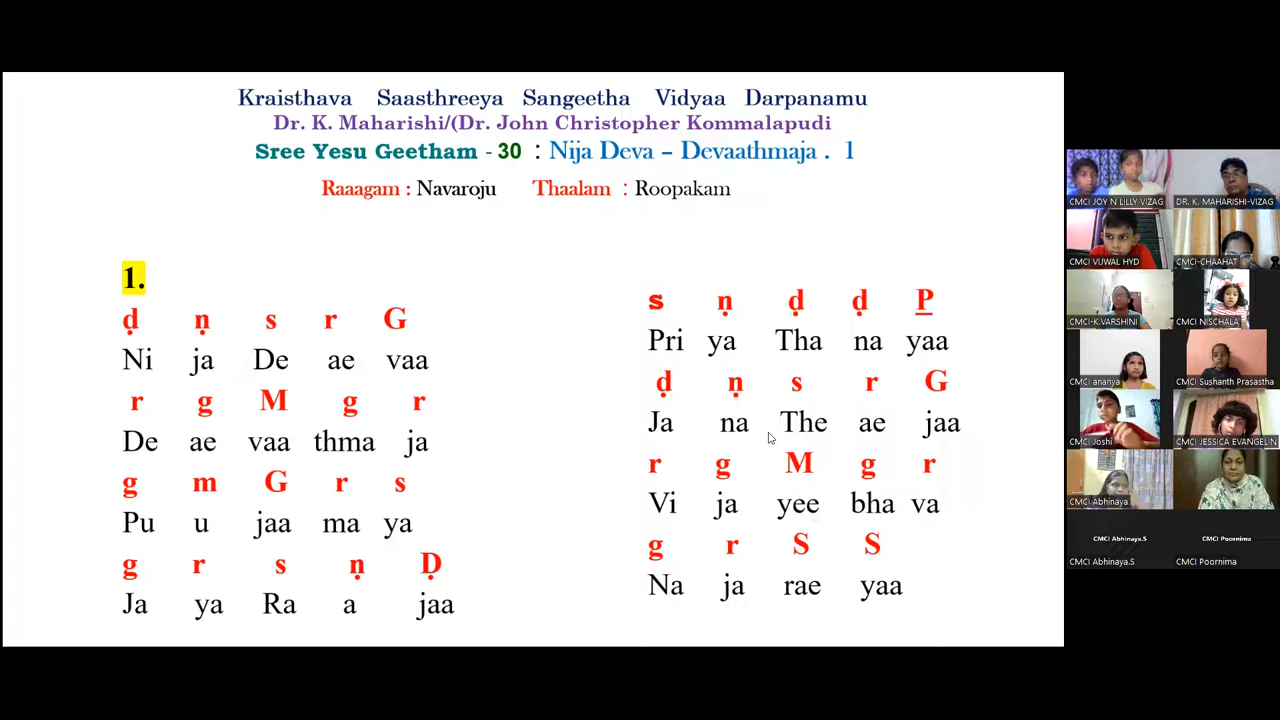 Kraisthava Saasthreeya Sangeetha Vidyaa Darpanamu
Dr. K. Maharishi/(Dr. John Christopher Kommalapudi
Sree Yesu Geetham - 30 : Nija Deva – Devaathmaja . 1
Raaagam : Navaroju Thaalam : Roopakam
1.
ḍ ṇ s r G
Ni ja De ae vaa
r g M g r
De ae vaa thma ja
g m G r s
Pu u jaa ma ya
g r s ṇ Ḍ
Ja ya Ra a jaa
s ṇ ḍ ḍ P
Pri ya Tha na yaa
ḍ ṇ s r G
Ja na The ae jaa
r g M g r
Vi ja yee bha va
g r S S
Na ja rae yaa
CMCI JOY N LILLY VIZAG
DR. K. MAHARISHI-VIZAG
CMCI VIJWAL HYD
CMCI-CHAAHAT
CMCI-K.VARSHINI
CMCI NISCHALA
CMCI ananya
CMCI Sushanth Prasastha
CMCI Joshi
CMCI JESSICA EVANGELIN
CMCI Abhinaya
CMCI Abhinaya.S
CMCI Poornima
CMCI Abhinaya.S
CMCI Poornima